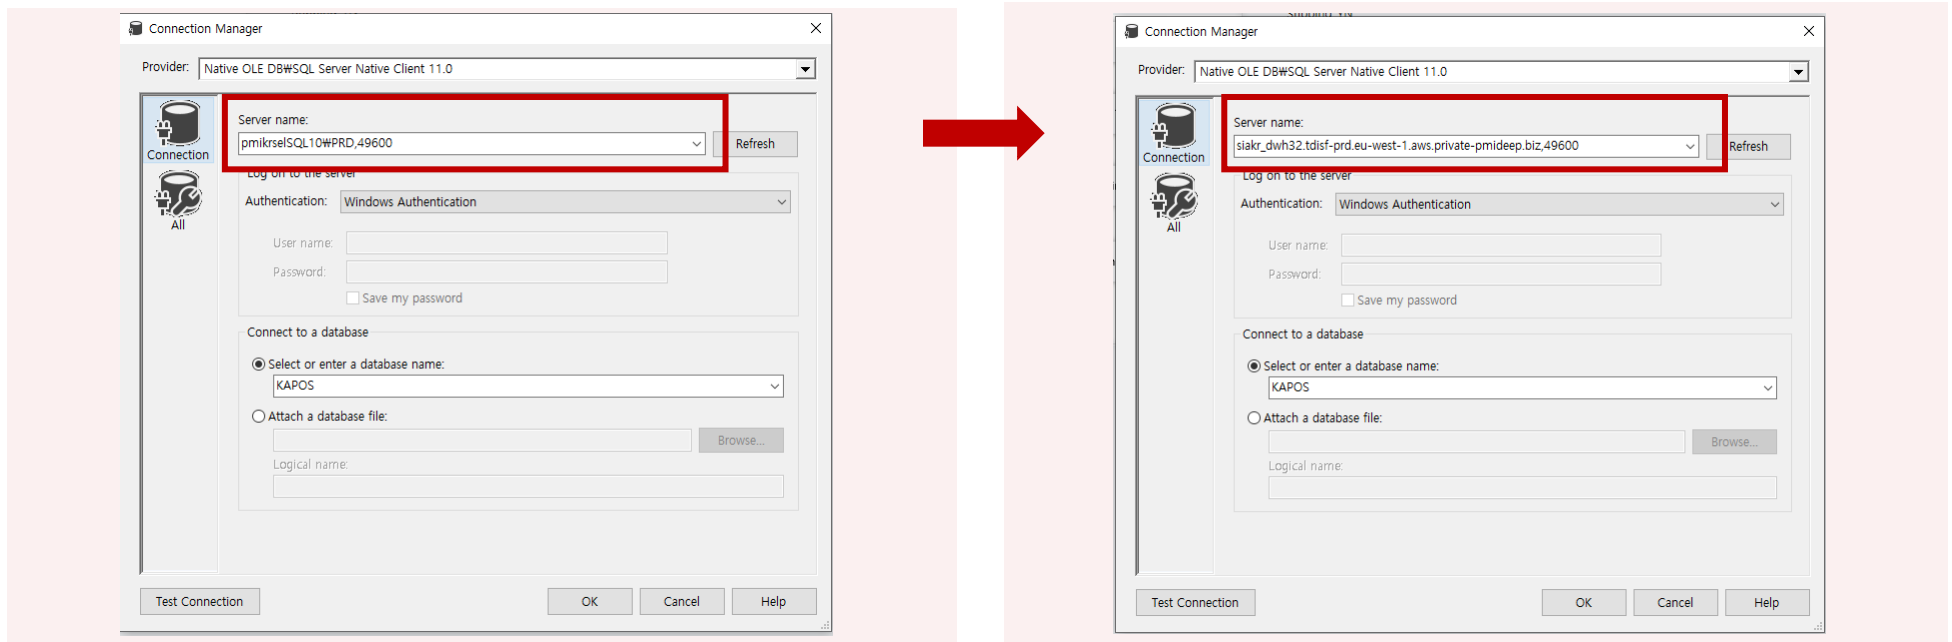 Connection Manager
Provider: Native OLE DB₩SQL Server Native Client 11.0
Connection
All
Server name:
pmikrselSQL10₩PRD,49600
Refresh
Log on to the server
Authentication: Windows Authentication
User name:
Password:
Save my password
Connect to a database
Select or enter a database name:
KAPOS
Attach a database file:
Browse...
Logical name:
Test Connection
OK
Cancel
Help
Connection Manager
Provider: Native OLE DB₩SQL Server Native Client 11.0
Connection
All
Server name:
siakr_dwh32.tdisf-prd.eu-west-1.aws.private-pmideep.biz,49600
Refresh
Log on to the server
Authentication: Windows Authentication
User name:
Password:
Save my password
Connect to a database
Select or enter a database name:
KAPOS
Attach a database file:
Browse...
Logical name:
Test Connection
OK
Cancel
Help